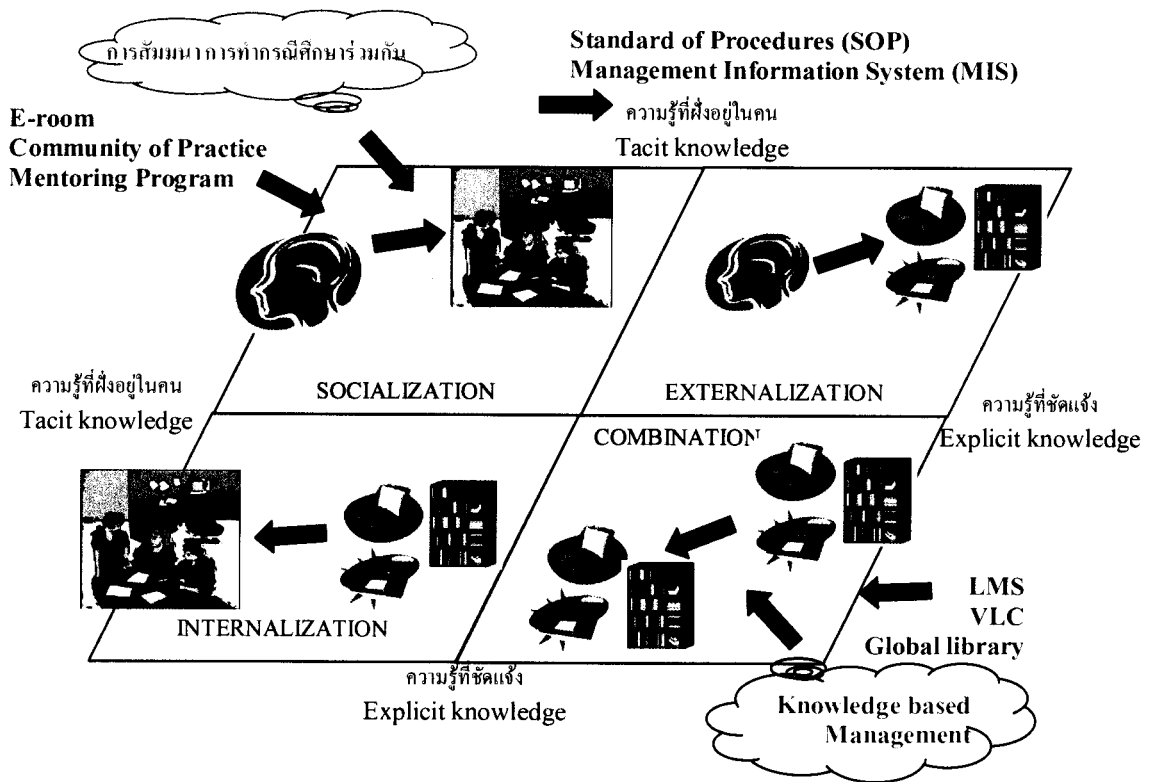 การสัมมนา การทำกรณีศึกษาร่วมกัน
Standard of Procedures (SOP)
Management Information System (MIS)
E-room
Community of Practice
Mentoring Program
ความรู้ที่ฝั่งอยู่ในคน
Tacit knowledge
SOCIALIZATION
EXTERNALIZATION
ความรู้ที่ฝั่งอยู่ในคน
Tacit knowledge
ความรู้ที่ชัดแจ้ง
Explicit knowledge
COMBINATION
INTERNALIZATION
LMS
VLC
Global library
ความรู้ที่ชัดแจ้ง
Explicit knowledge
Knowledge based
Management